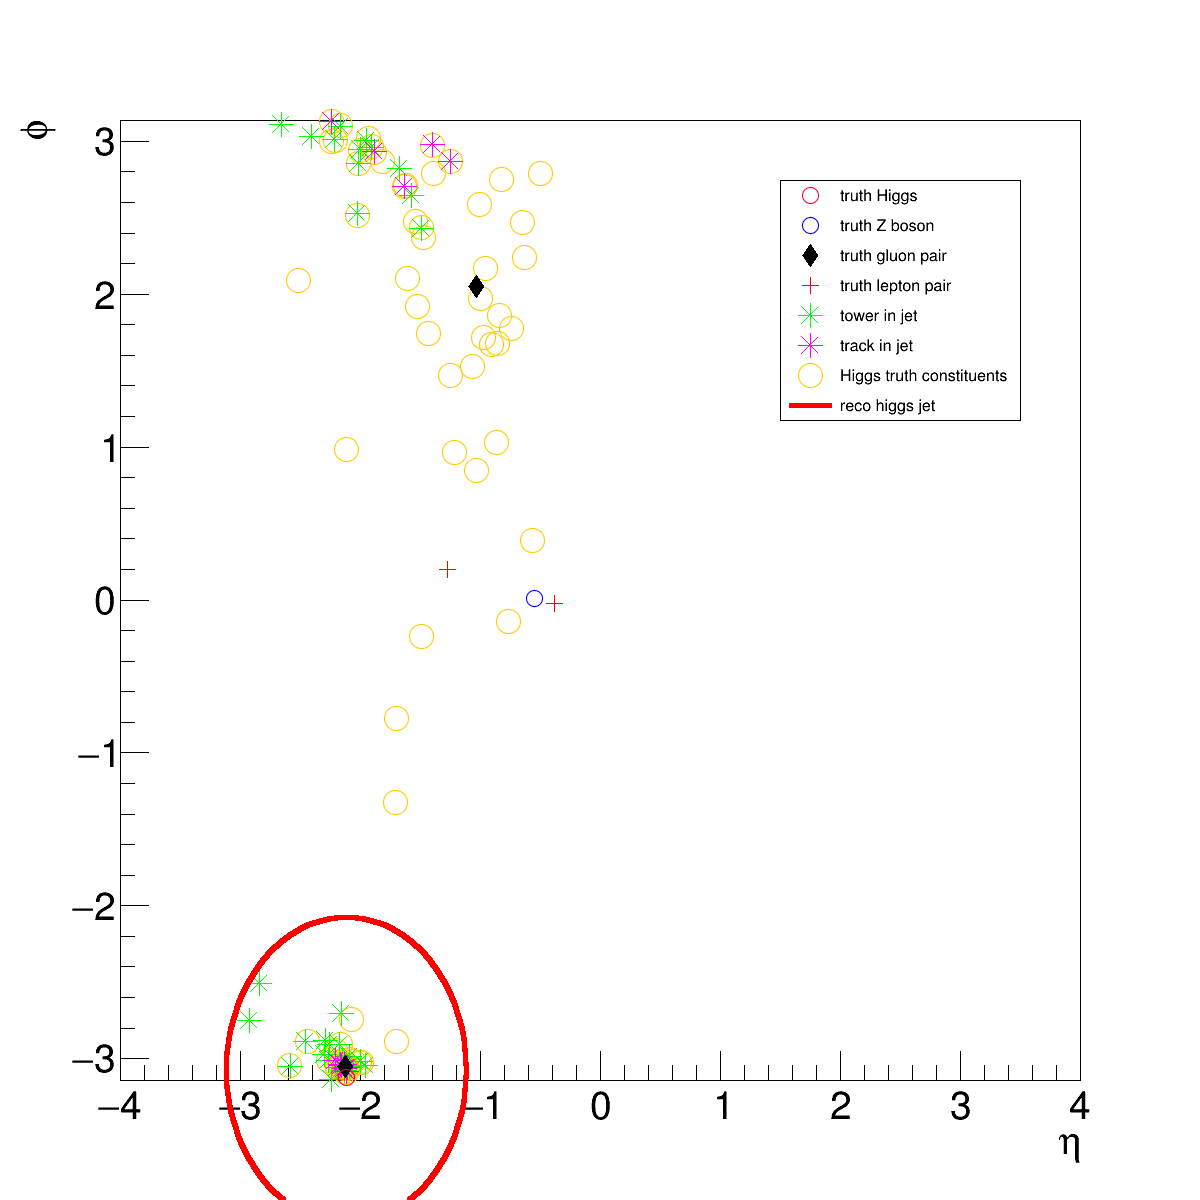 ϕ
3
2
1
0
−1
−2
−3
truth Higgs
truth Z boson
truth gluon pair
truth lepton pair
tower in jet
track in jet
Higgs truth constituents
reco higgs jet
−4 −3 −2 −1 0 1 2 3 4
η